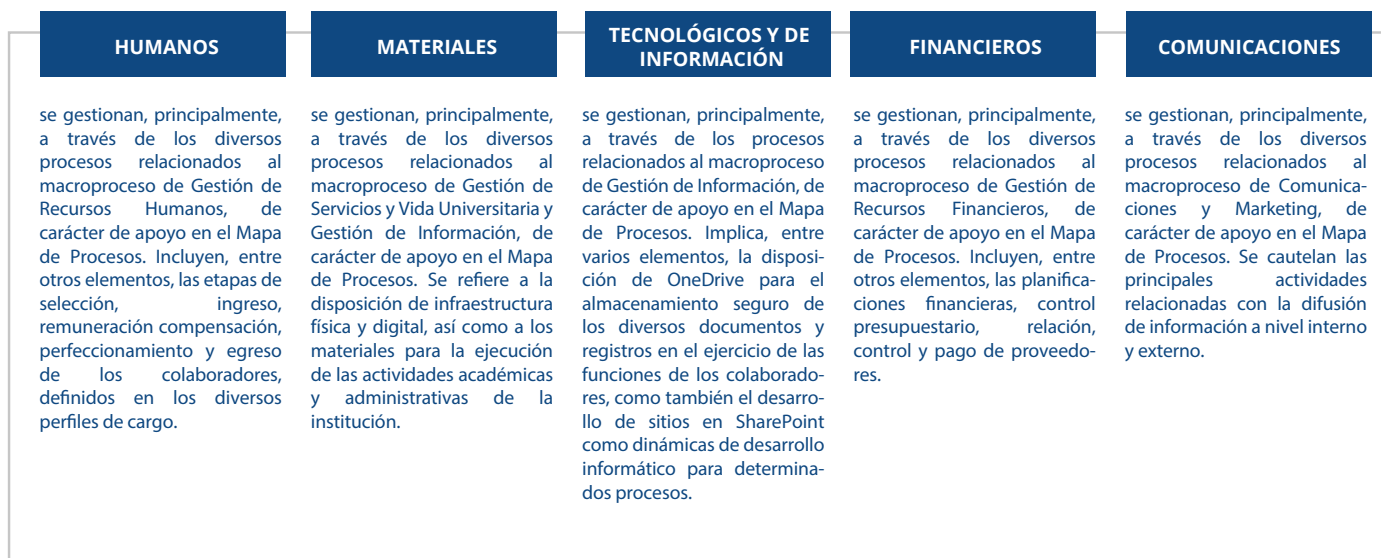 HUMANOS
se gestionan, principalmente,
a través de los diversos
procesos relacionados al
macroproceso de Gestión de
Recursos Humanos, de
carácter de apoyo en el Mapa
de Procesos. Incluyen, entre
otros elementos, las etapas de
selección, ingreso,
remuneración compensación,
perfeccionamiento y egreso
de los colaboradores,
definidos en los diversos
perfiles de cargo.
MATERIALES
se gestionan, principalmente,
a través de los diversos
procesos relacionados al
macroproceso de Gestión de
Servicios y Vida Universitaria y
Gestión de Información, de
carácter de apoyo en el Mapa
de Procesos. Se refiere a la
disposición de infraestructura
física y digital, así como a los
materiales para la ejecución
de las actividades académicas
y administrativas de la
institución.
TECNOLÓGICOS Y DE
INFORMACIÓN
se gestionan, principalmente,
a través de los procesos
relacionados al macroproceso
de Gestión de Información, de
carácter de apoyo en el Mapa
de Procesos. Implica, entre
varios elementos, la disposi-
ción de OneDrive para el
almacenamiento seguro de
los diversos documentos y
registros en el ejercicio de las
funciones de los colaborado-
res, como también el desarro-
llo de sitios en SharePoint
como dinámicas de desarrollo
informático para determina-
dos procesos.
FINANCIEROS
se gestionan, principalmente,
a través de los diversos
procesos relacionados al
macroproceso de Gestión de
Recursos Financieros, de
carácter de apoyo en el Mapa
de Procesos. Incluyen, entre
otros elementos, las planifica-
ciones financieras, control
presupuestario, relación,
control y pago de proveedo-
res.
COMUNICACIONES
se gestionan, principalmente,
a través de los diversos
procesos relacionados al
macroproceso de Comunica-
ciones y Marketing, de
carácter de apoyo en el Mapa
de Procesos. Se cautelan las
principales actividades
relacionadas con la difusión
de información a nivel interno
y externo.